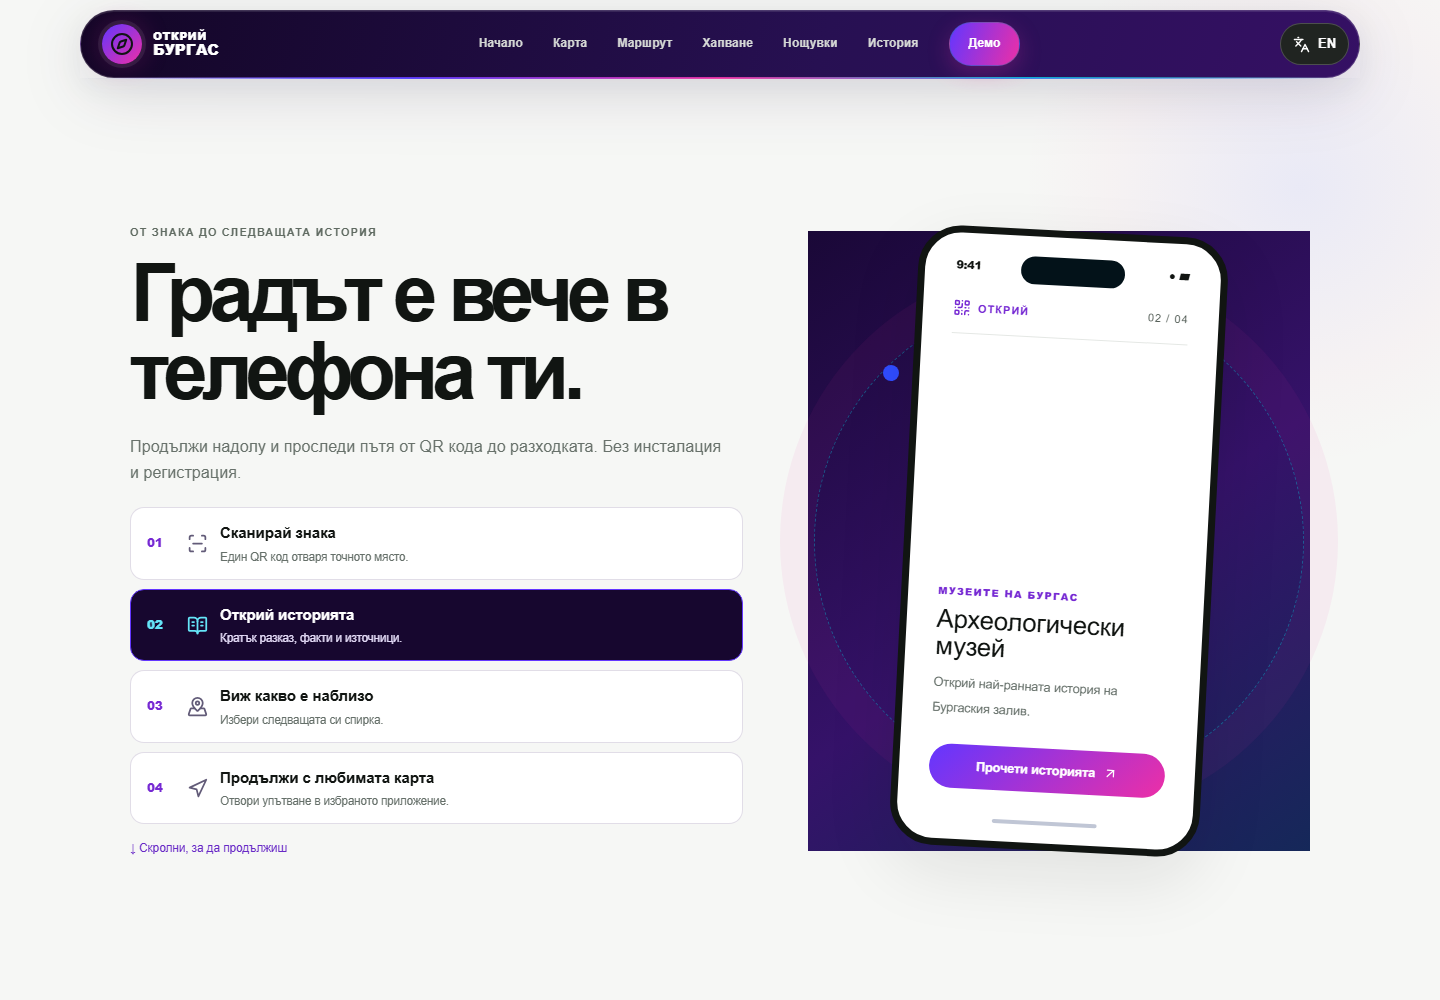 ОТКРИЙ
БУРГАС
Начало
Карта
Маршрут
Хапване
Нощувки
История
Демо
EN
ОТ ЗНАКА ДО СЛЕДВАЩАТА ИСТОРИЯ
Градът е вече в
телефона ти.
Продължи надолу и проследи пътя от QR кода до разходката. Без инсталация
и регистрация.
01
Сканирай знака
Един QR код отваря точното място.
02
Открий историята
Кратък разказ, факти и източници.
03
Виж какво е наблизо
Избери следващата си спирка.
04
Продължи с любимата карта
Отвори упътване в избраното приложение.
↓ Скролни, за да продължиш
9:41
ОТКРИЙ
02 / 04
МУЗЕИТЕ НА БУРГАС
Археологически
музей
Открий най-ранната история на
Бургаския залив.
Прочети историята